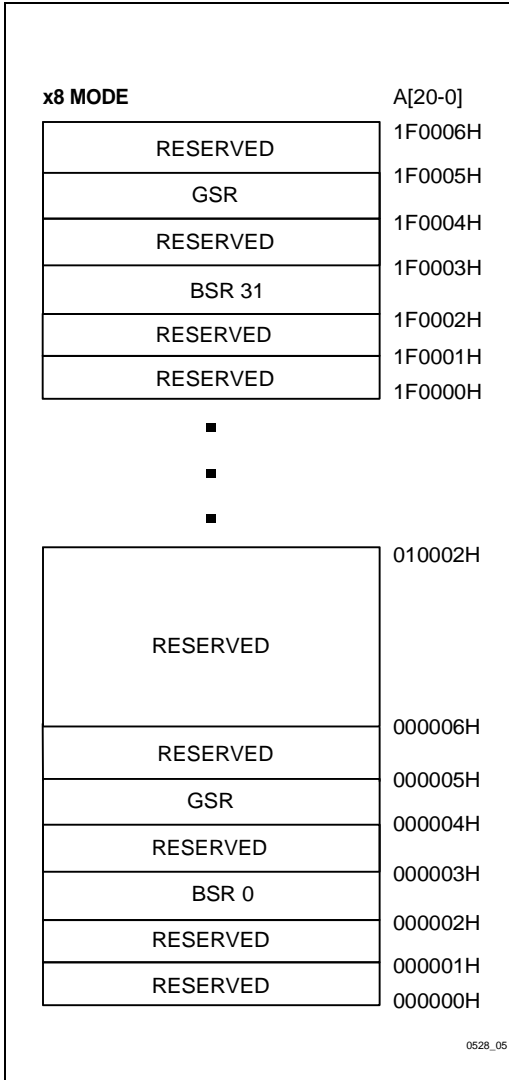 x8 MODE A[20-0]
1F0006H
RESERVED
1F0005H
GSR
1F0004H
RESERVED
1F0003H
BSR 31
1F0002H
RESERVED
1F0001H
RESERVED
1F0000H
010002H
RESERVED
000006H
RESERVED
000005H
GSR
000004H
RESERVED
000003H
BSR 0
000002H
RESERVED
000001H
RESERVED
000000H
0528_05